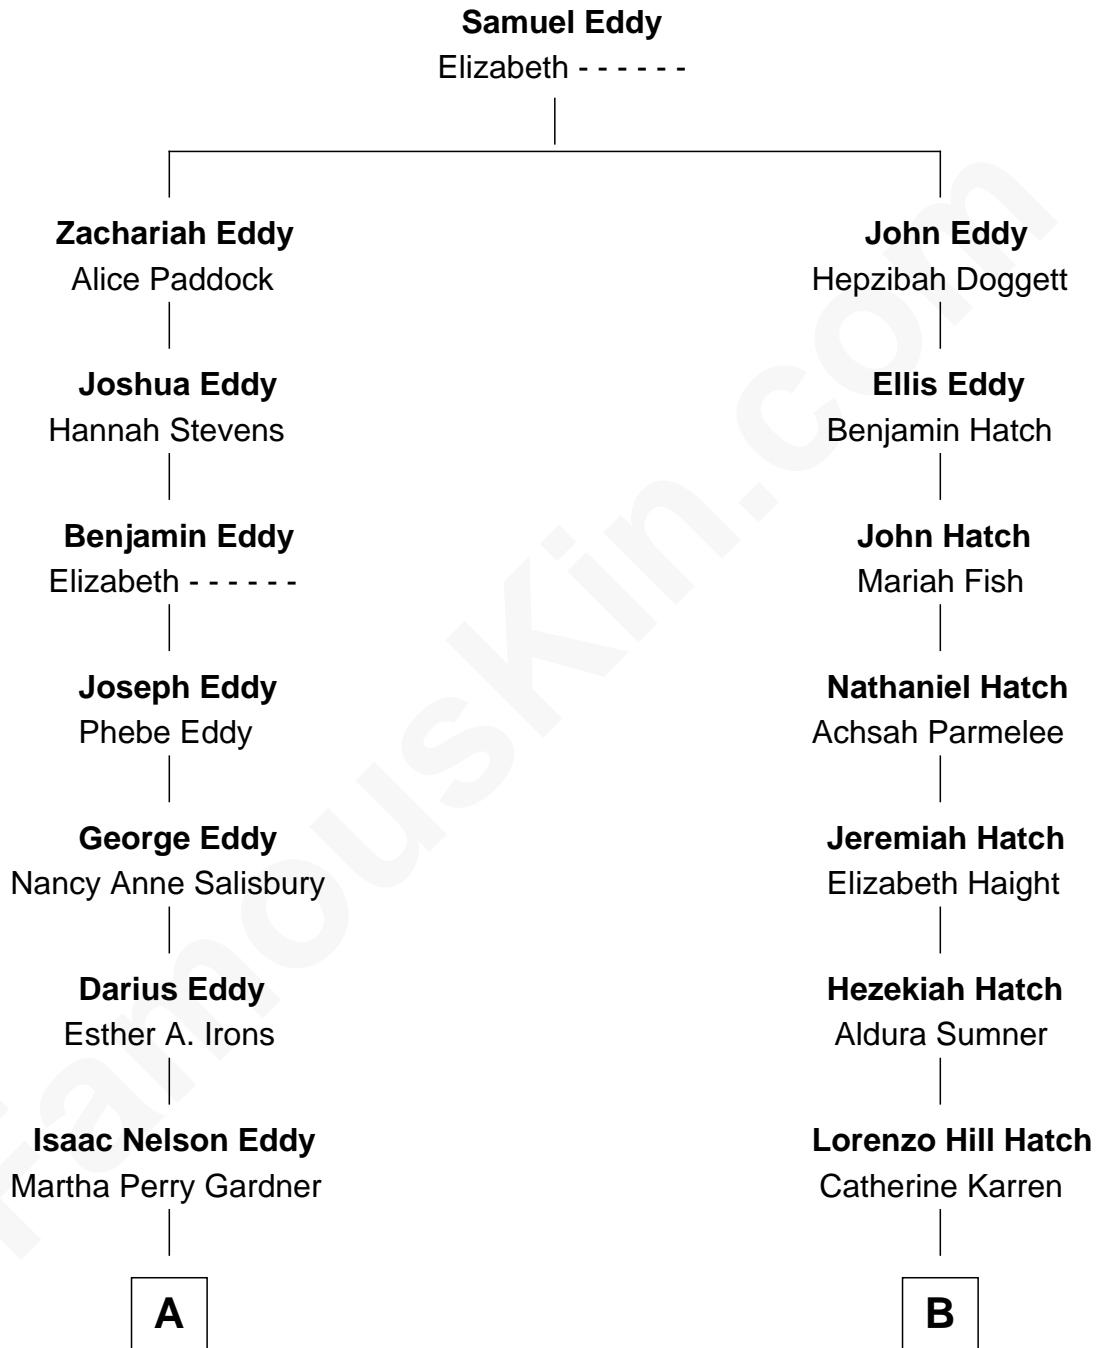 Samuel Eddy
Elizabeth - - - - - -
Zachariah Eddy
Alice Paddock
John Eddy
Hepzibah Doggett
Joshua Eddy
Hannah Stevens
Ellis Eddy
Benjamin Hatch
Benjamin Eddy
Elizabeth - - - - - -
John Hatch
Mariah Fish
Joseph Eddy
Phebe Eddy
Nathaniel Hatch
Achsah Parmelee
George Eddy
Nancy Anne Salisbury
Jeremiah Hatch
Elizabeth Haight
Darius Eddy
Esther A. Irons
Hezekiah Hatch
Aldura Sumner
Isaac Nelson Eddy
Martha Perry Gardner
Lorenzo Hill Hatch
Catherine Karren
A
B
FamousKin.com